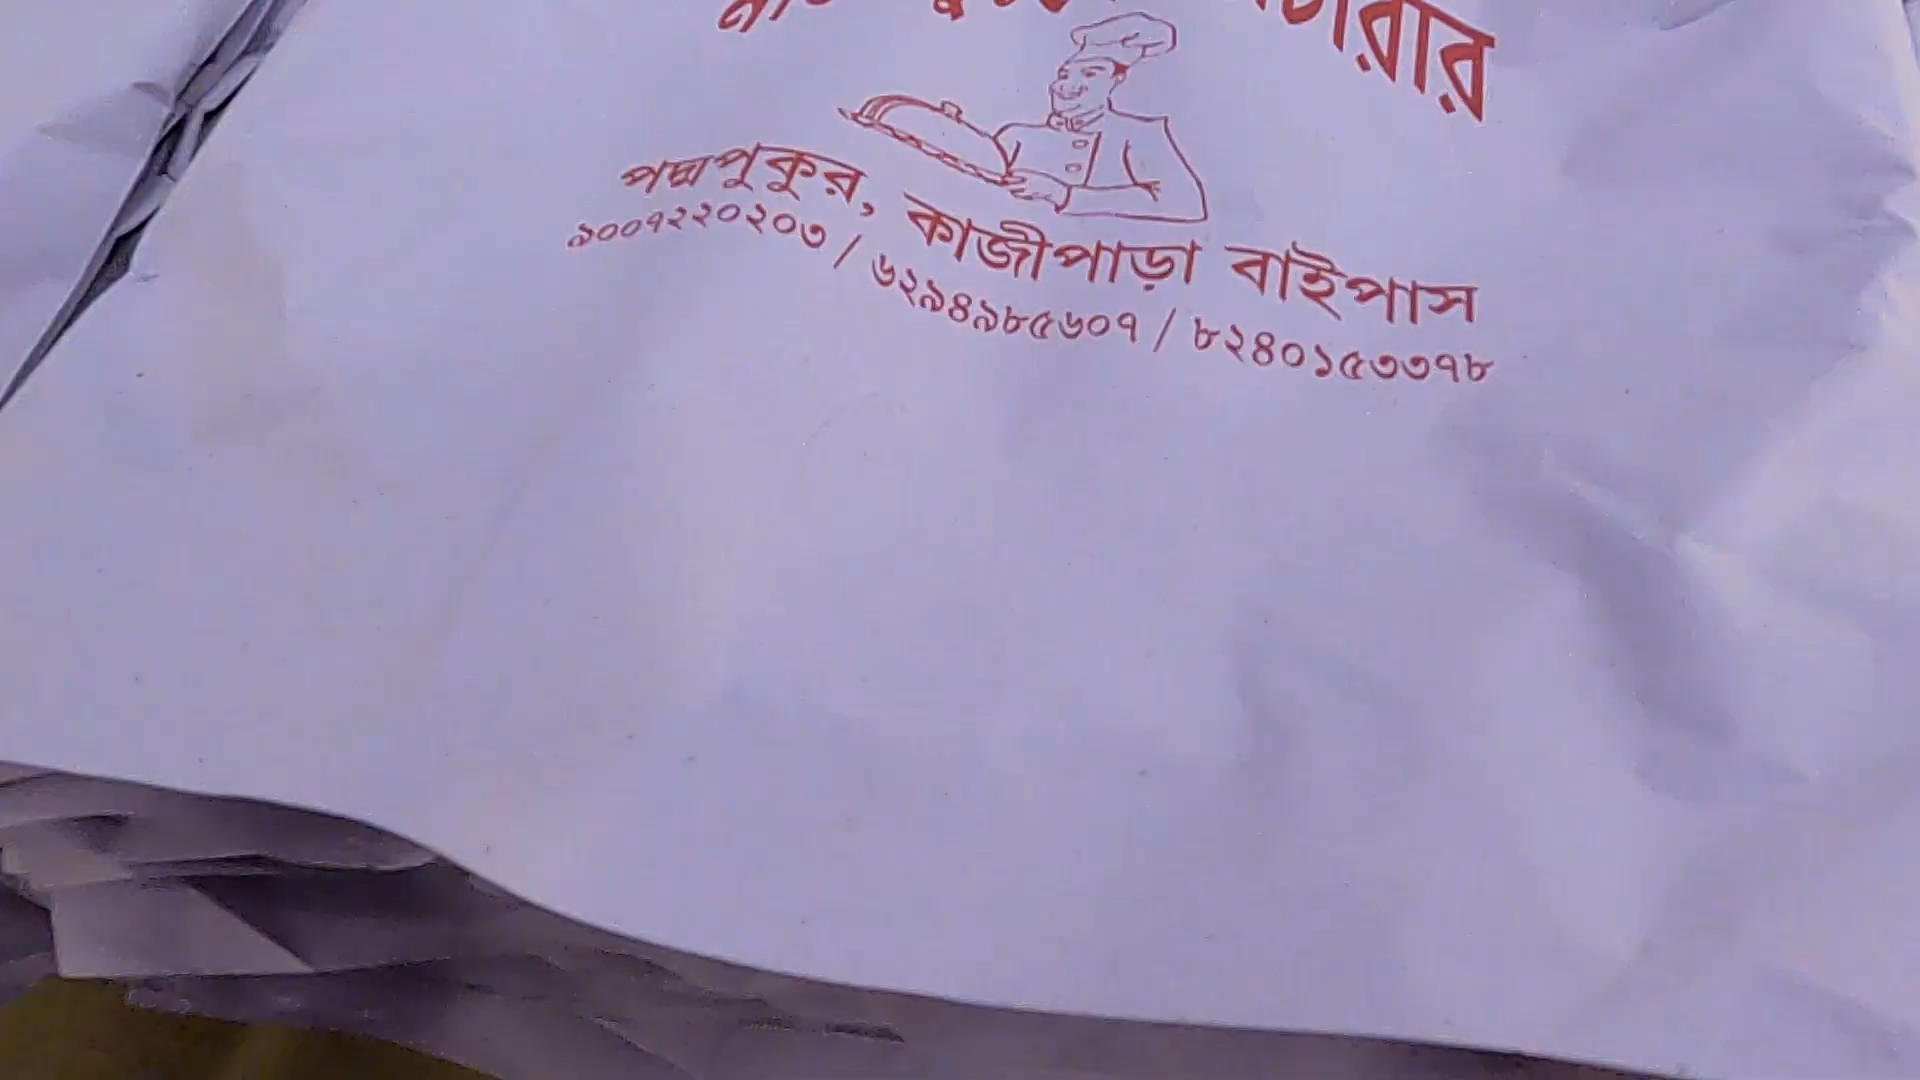 পদ্মপুকুর, কাজীপাড়া বাইপাস
৯০০৭২২০২০৩ / ৬২৯৪৯৮৫৬০৭ / ৮২৪০১৫৩৩৭৮